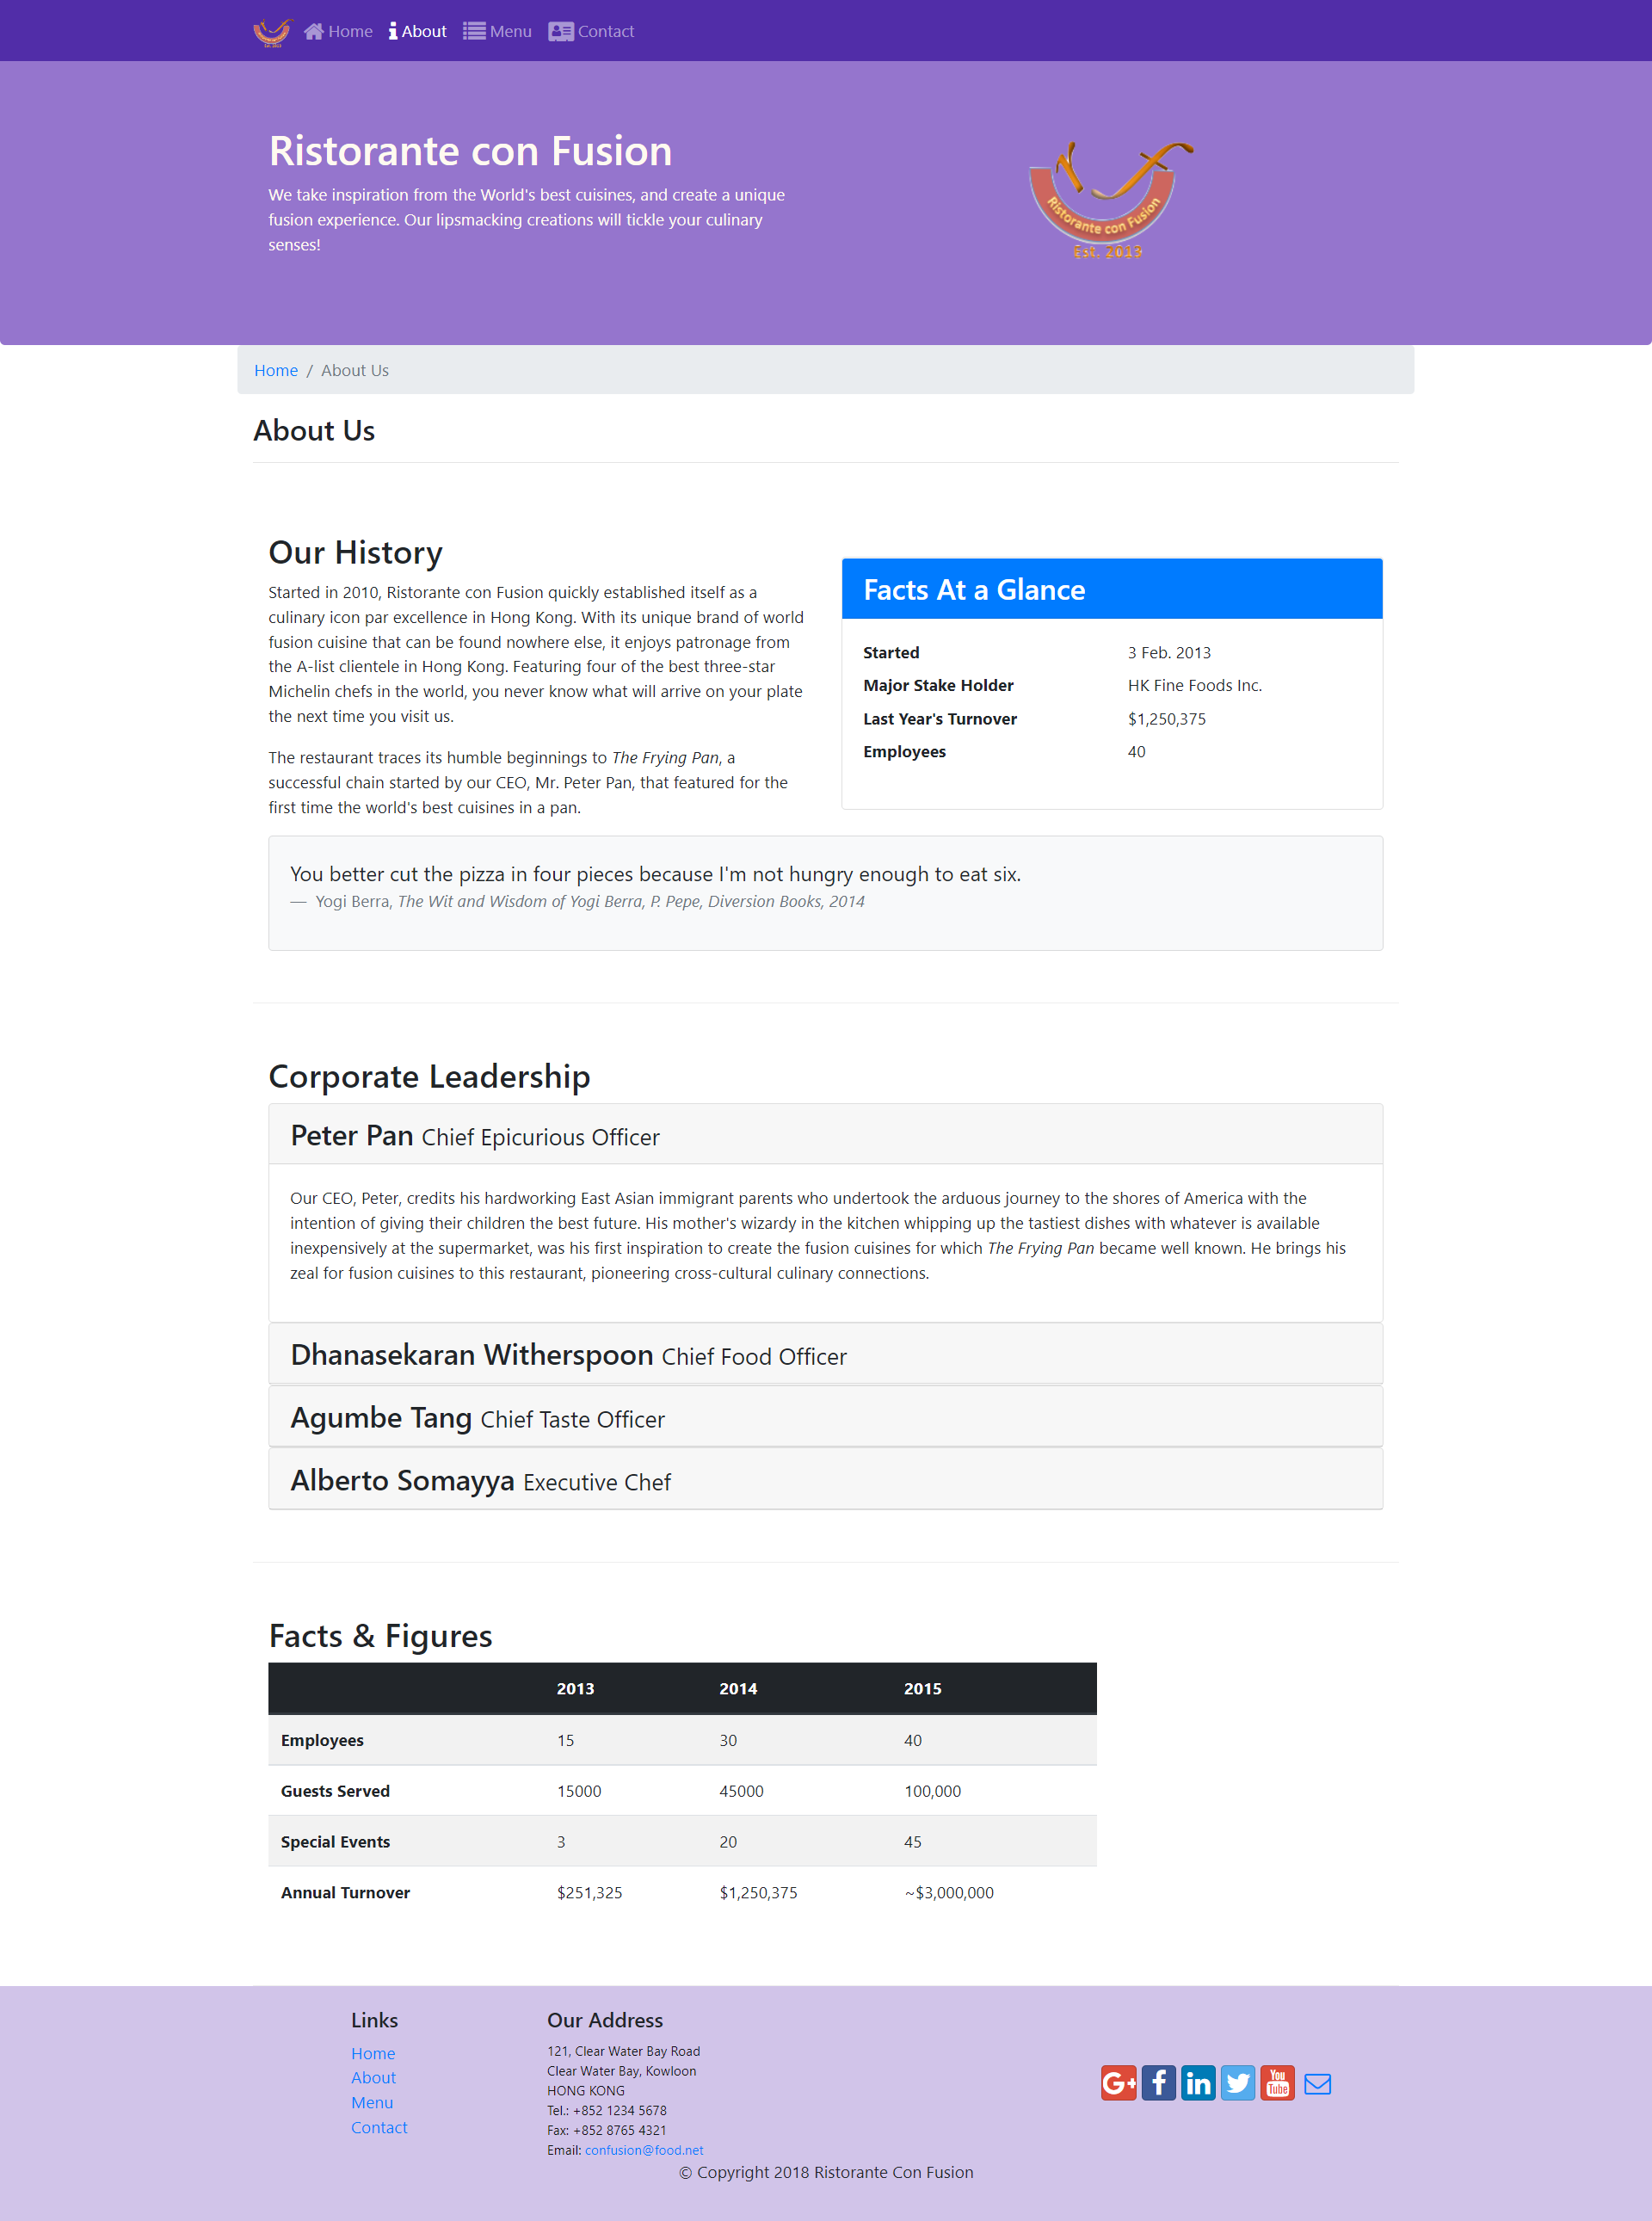 Home About Menu Contact
Ristorante con Fusion
We take inspiration from the World's best cuisines, and create a unique
fusion experience. Our lipsmacking creations will tickle your culinary
senses!
Ristorante con Fusion
Est. 2013
Home / About Us
About Us
Our History
Started in 2010, Ristorante con Fusion quickly established itself as a
culinary icon par excellence in Hong Kong. With its unique brand of world
fusion cuisine that can be found nowhere else, it enjoys patronage from
the A-list clientele in Hong Kong. Featuring four of the best three-star
Michelin chefs in the world, you never know what will arrive on your plate
the next time you visit us.
The restaurant traces its humble beginnings to The Frying Pan, a
successful chain started by our CEO, Mr. Peter Pan, that featured for the
first time the world's best cuisines in a pan.
Facts At a Glance
Started 3 Feb. 2013
Major Stake Holder HK Fine Foods Inc.
Last Year's Turnover $1,250,375
Employees 40
You better cut the pizza in four pieces because I'm not hungry enough to eat six.
— Yogi Berra, The Wit and Wisdom of Yogi Berra, P. Pepe, Diversion Books, 2014
Corporate Leadership
Peter Pan Chief Epicurious Officer
Our CEO, Peter, credits his hardworking East Asian immigrant parents who undertook the arduous journey to the shores of America with the
intention of giving their children the best future. His mother's wizardy in the kitchen whipping up the tastiest dishes with whatever is available
inexpensively at the supermarket, was his first inspiration to create the fusion cuisines for which The Frying Pan became well known. He brings his
zeal for fusion cuisines to this restaurant, pioneering cross-cultural culinary connections.
Dhanasekaran Witherspoon Chief Food Officer
Agumbe Tang Chief Taste Officer
Alberto Somayya Executive Chef
Facts & Figures
2013 2014 2015
Employees 15 30 40
Guests Served 15000 45000 100,000
Special Events 3 20 45
Annual Turnover $251,325 $1,250,375 ~$3,000,000
Links
Home
About
Menu
Contact
Our Address
121, Clear Water Bay Road
Clear Water Bay, Kowloon
HONG KONG
Tel.: +852 1234 5678
Fax: +852 8765 4321
Email: confusion@food.net
G+ f in You Tube
© Copyright 2018 Ristorante Con Fusion